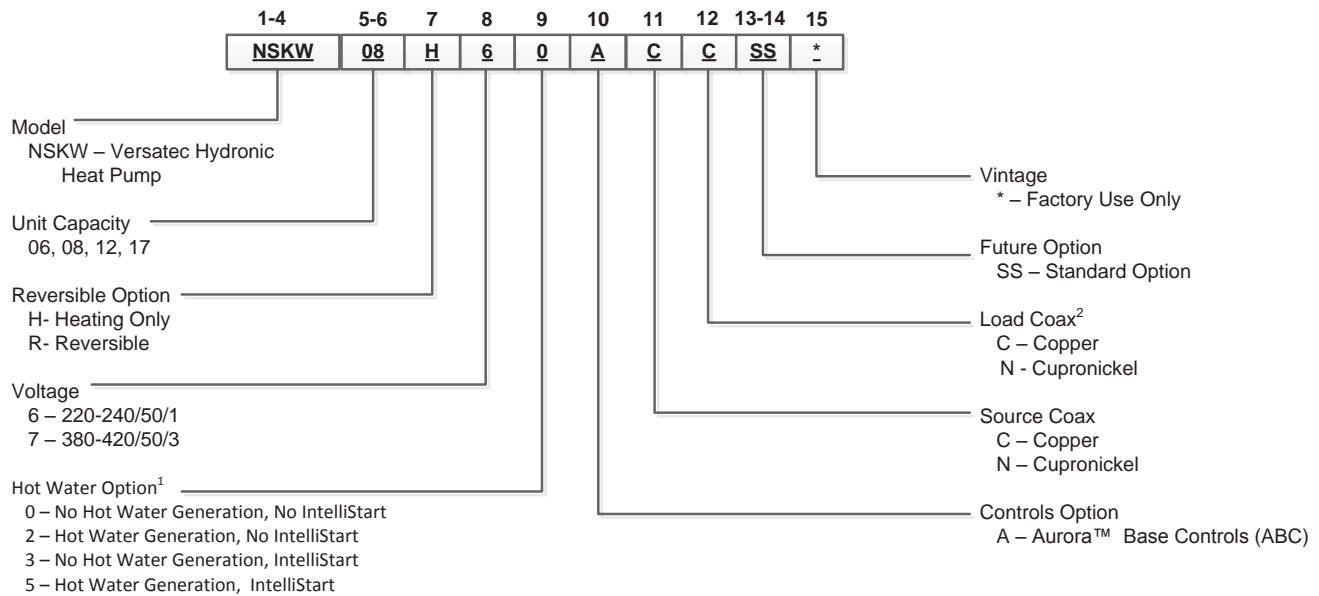 1-4 5-6 7 8 9 10 11 12 13-14 15
NSKW 08 H 6 0 A C C SS *
Model
NSKW – Versatec Hydronic
Heat Pump
Unit Capacity
06, 08, 12, 17
Reversible Option
H- Heating Only
R- Reversible
Voltage
6 – 220-240/50/1
7 – 380-420/50/3
Hot Water Option1
0 – No Hot Water Generation, No IntelliStart
2 – Hot Water Generation, No IntelliStart
3 – No Hot Water Generation, IntelliStart
5 – Hot Water Generation, IntelliStart
Vintage
* – Factory Use Only
Future Option
SS – Standard Option
Load Coax2
C – Copper
N - Cupronickel
Source Coax
C – Copper
N – Cupronickel
Controls Option
A – Aurora™ Base Controls (ABC)